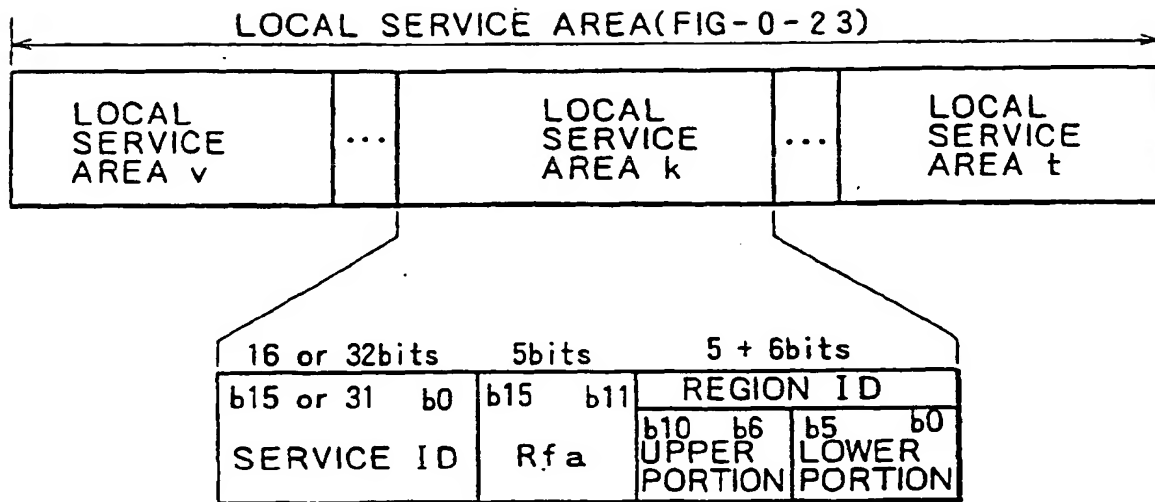 LOCAL SERVICE AREA(FIG-0-23)
LOCAL
SERVICE
AREA v
...
LOCAL
SERVICE
AREA k
...
LOCAL
SERVICE
AREA t
16 or 32bits 5bits 5 + 6bits
b15 or 31 b0
SERVICE ID
b15 b11
Rfa
REGION ID
b10 b6
UPPER
PORTION
b5 b0
LOWER
PORTION